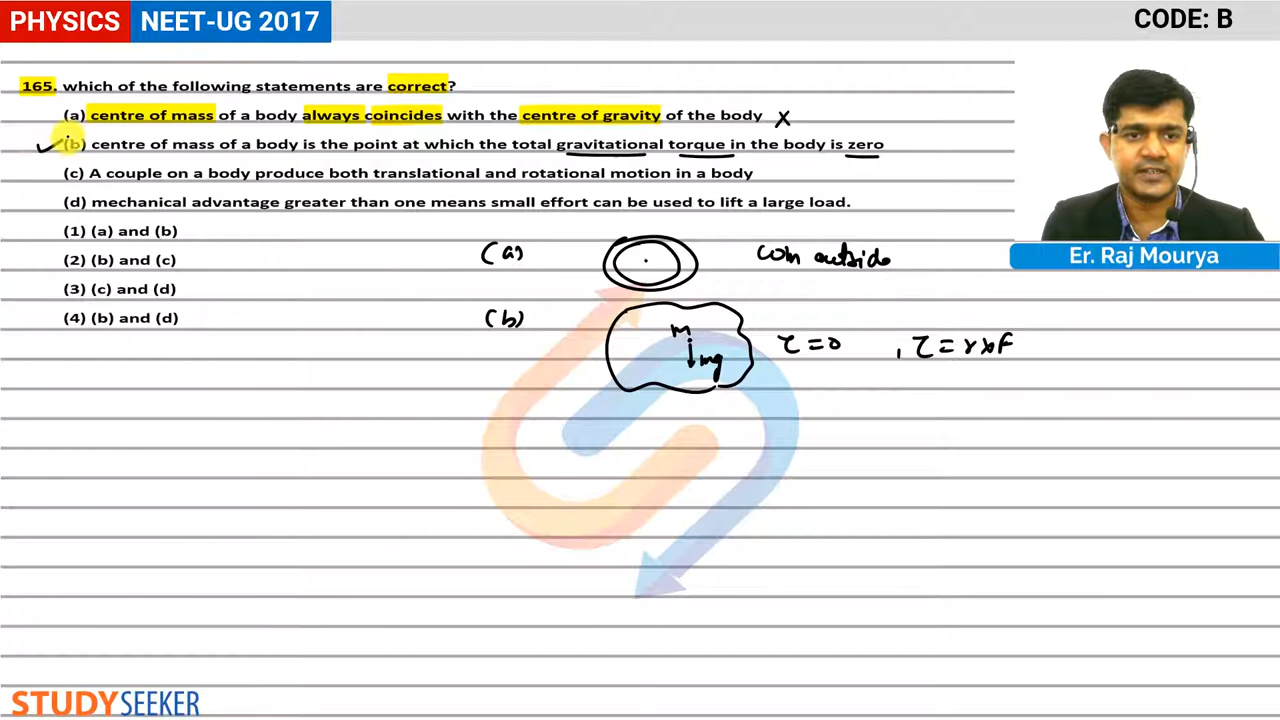 PHYSICS NEET-UG 2017 CODE: B
165. which of the following statements are correct?
(a) centre of mass of a body always coincides with the centre of gravity of the body X
(b) centre of mass of a body is the point at which the total gravitational torque in the body is zero
(c) A couple on a body produce both translational and rotational motion in a body
(d) mechanical advantage greater than one means small effort can be used to lift a large load.
(1) (a) and (b)
(2) (b) and (c)
(3) (c) and (d)
(4) (b) and (d)
(a) com outside
(b) m mg τ = 0 , τ = r x F
Er. Raj Mourya
STUDY SEEKER